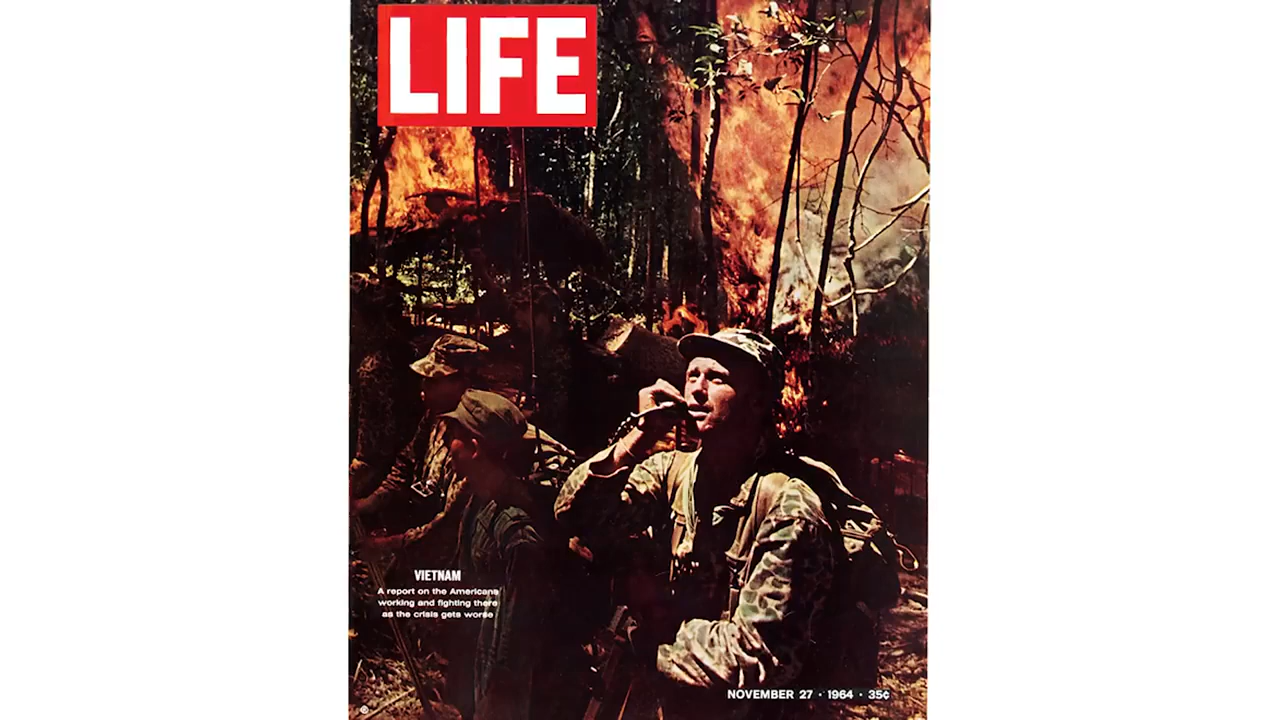 LIFE
VIETNAM
A report on the Americans
working and fighting there
as the crisis gets worse
NOVEMBER 27 · 1964 · 35¢
®